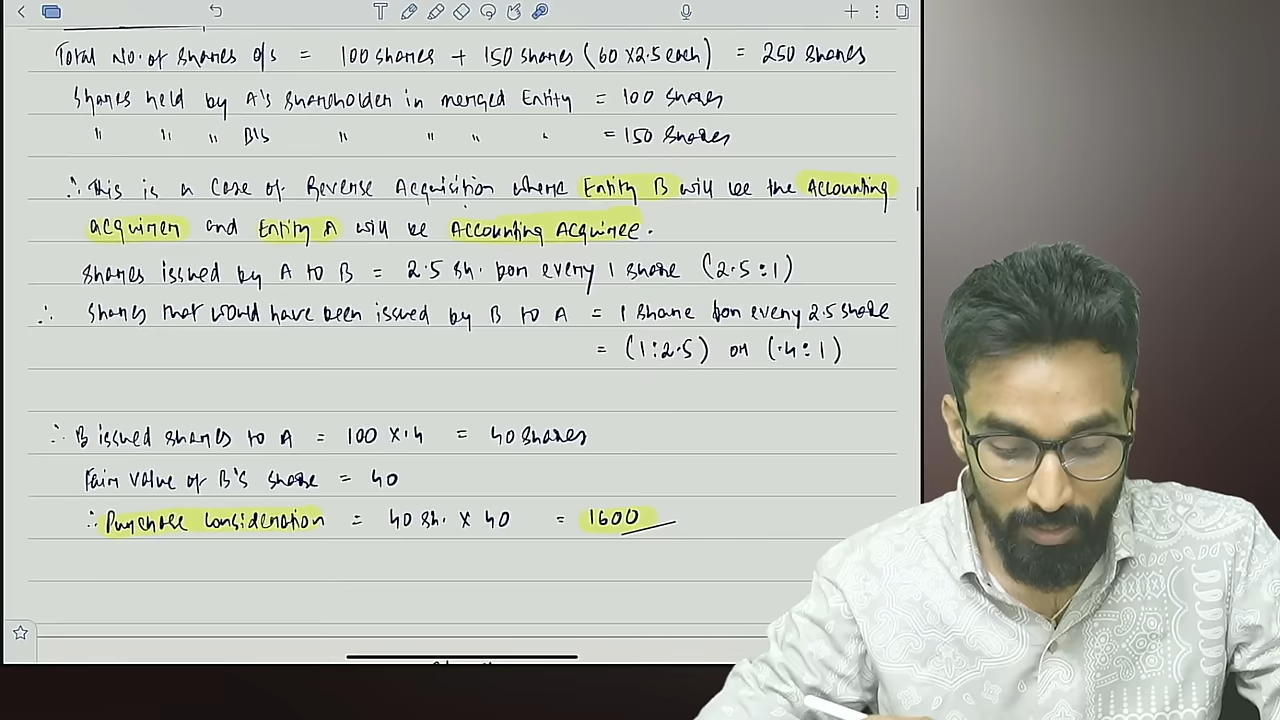 Total No. of shares o/s = 100 shares + 150 shares (60 x 2.5 each) = 250 shares
Shares held by A's shareholder in merged Entity = 100 shares
" " " B's " " " " = 150 shares
∴ This is a case of Reverse Acquisition where Entity B will be the Accounting
acquirer and Entity A will be Accounting Acquiree.
Shares issued by A to B = 2.5 sh. for every 1 share (2.5:1)
∴ Shares that would have been issued by B to A = 1 share for every 2.5 share
= (1:2.5) or (.4:1)
∴ B issued shares to A = 100 x .4 = 40 shares
Fair value of B's share = 40
∴ Purchase consideration = 40 sh. x 40 = 1600